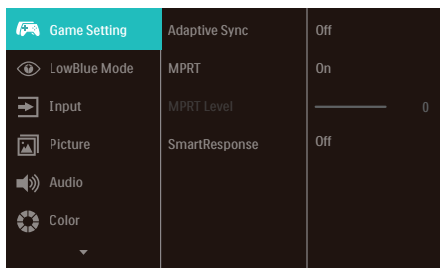 Game Setting Adaptive Sync Off
LowBlue Mode MPRT On
Input MPRT Level 0
Picture SmartResponse Off
Audio
Color